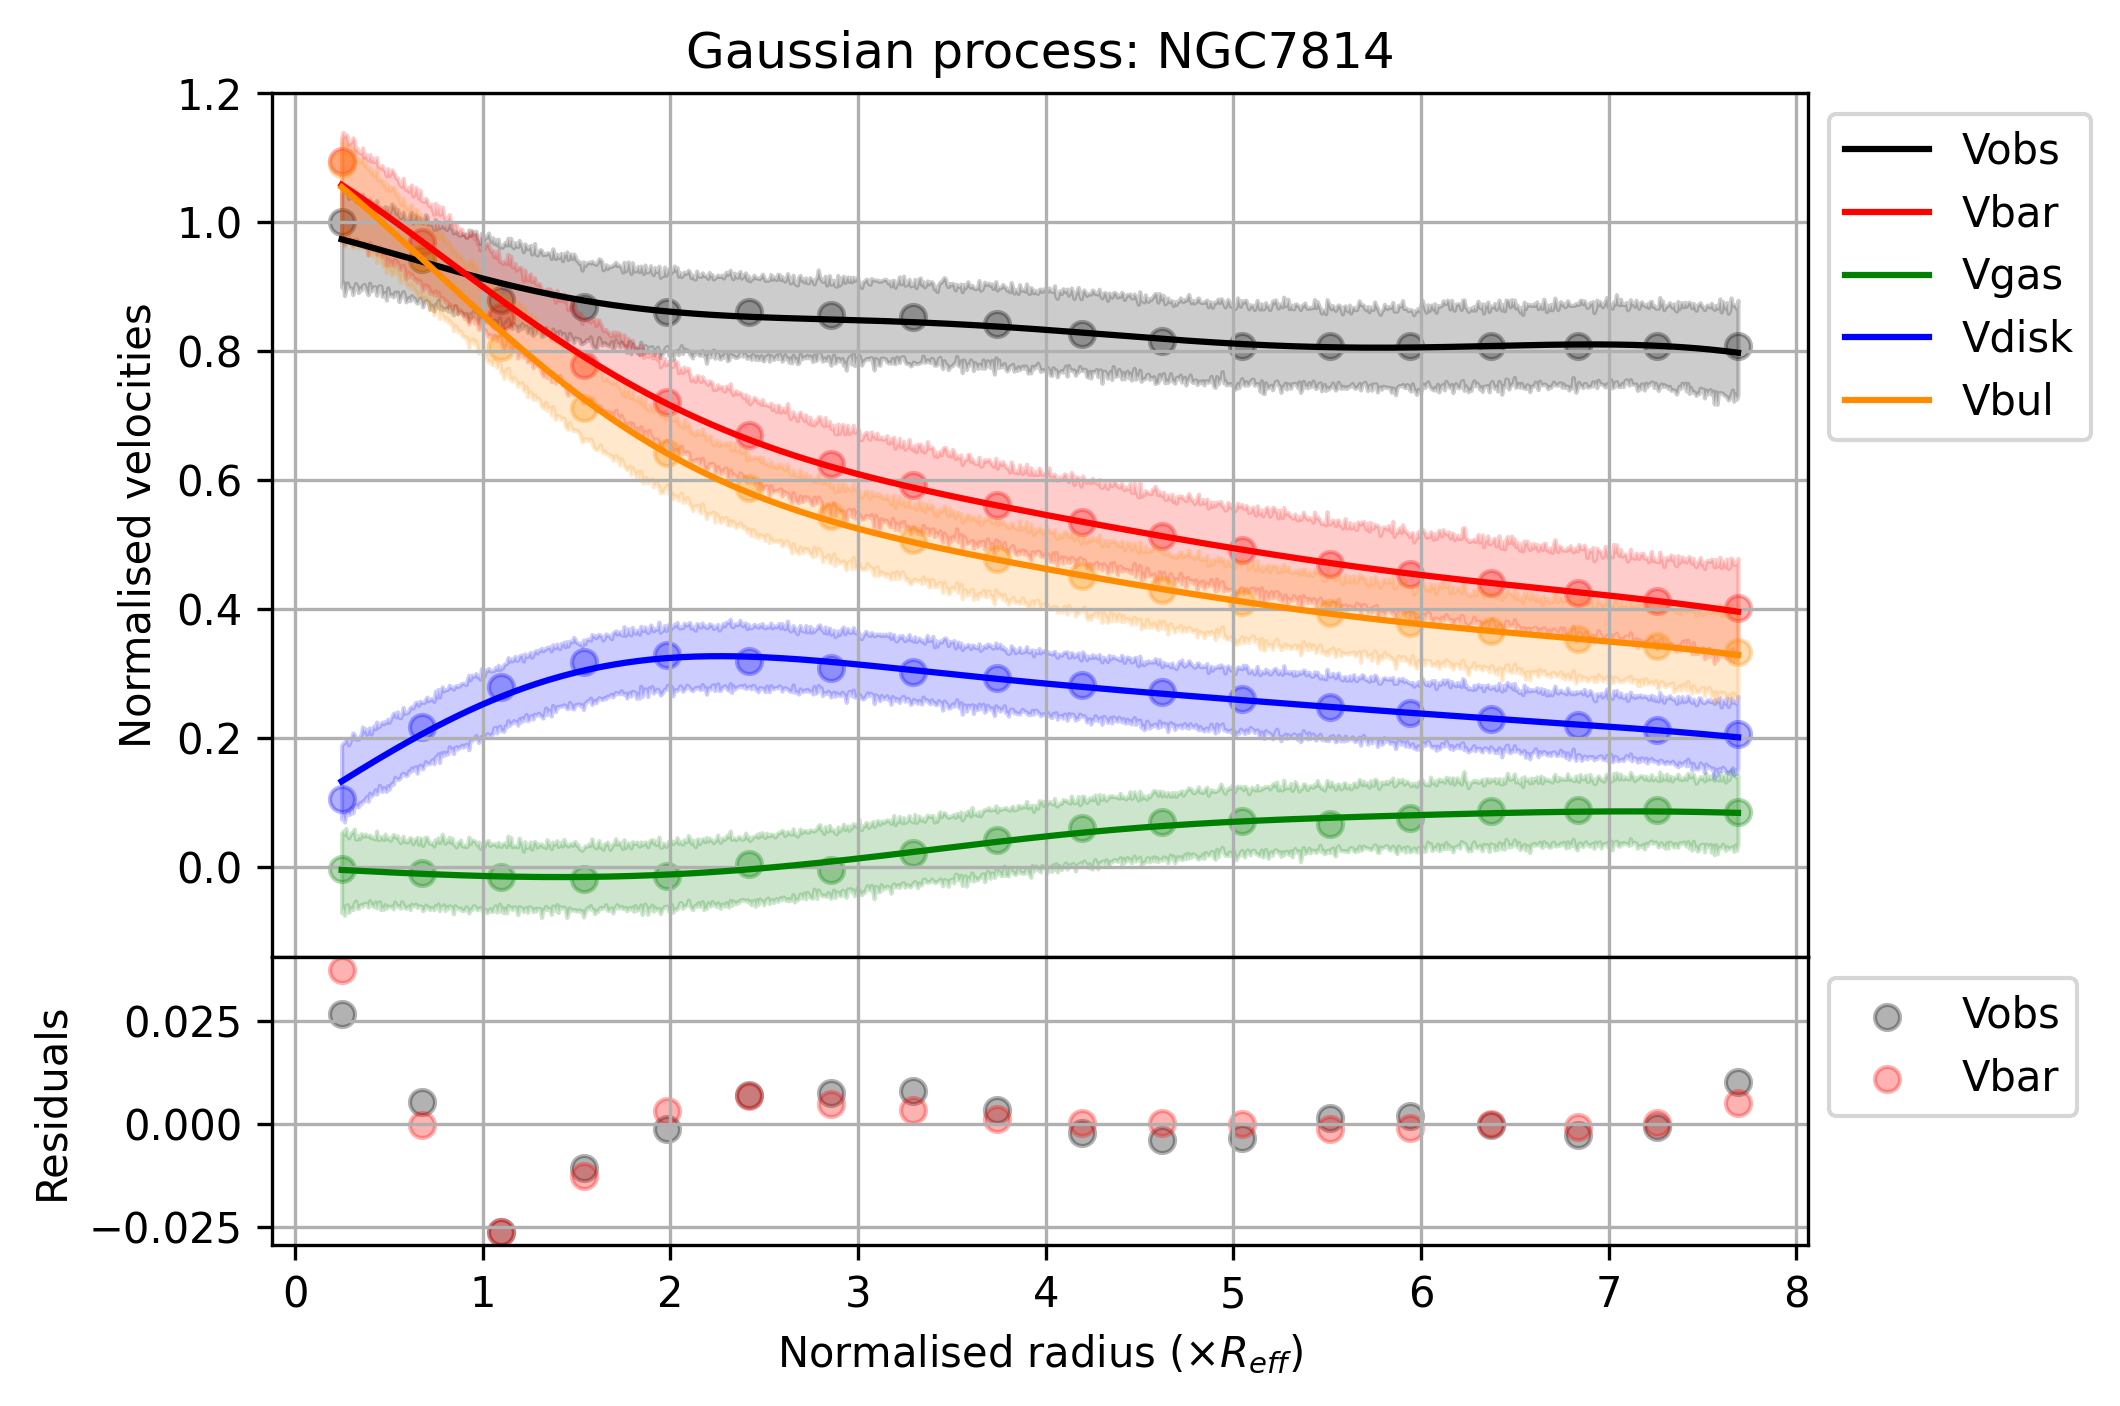 Gaussian process: NGC7814
1.2
1.0
0.8
0.6
0.4
0.2
0.0
Normalised velocities
Vobs
Vbar
Vgas
Vdisk
Vbul
0.025
0.000
−0.025
Residuals
Vobs
Vbar
0 1 2 3 4 5 6 7 8
Normalised radius (×R_eff)